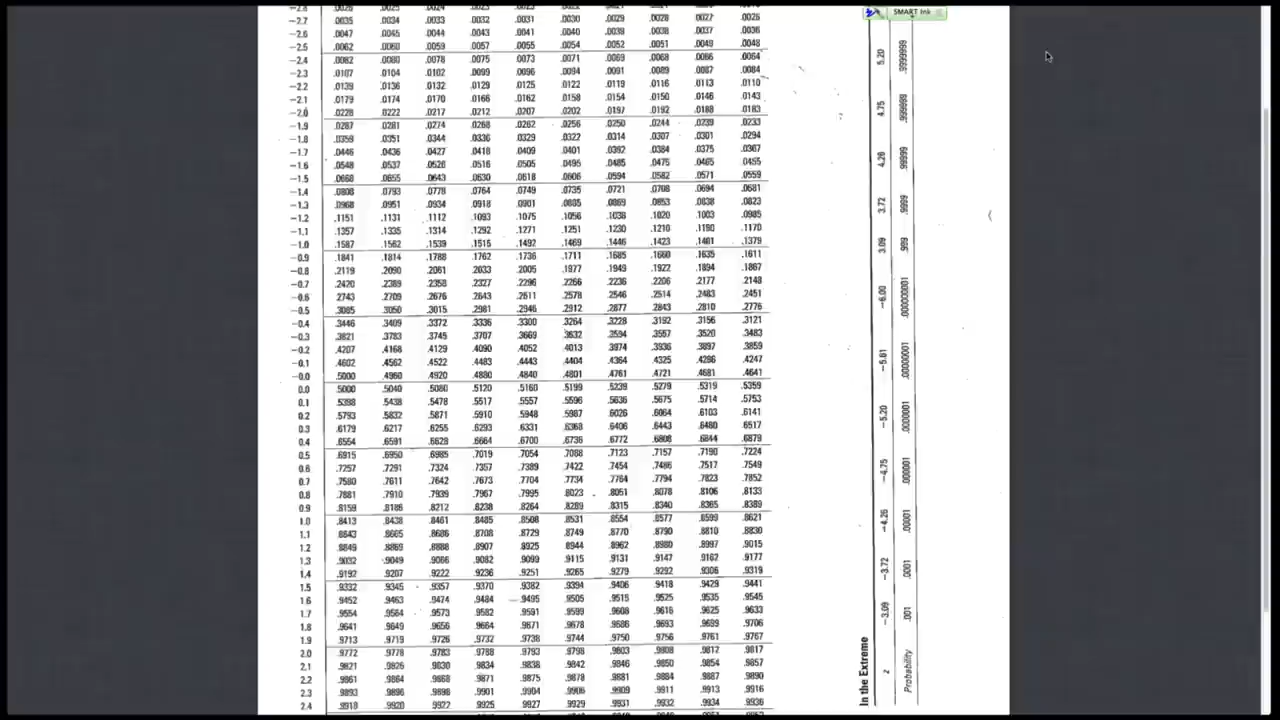 SMART Ink
−2.7 .0035 .0034 .0033 .0032 .0031 .0030 .0029 .0028 .0027 .0026
−2.6 .0047 .0045 .0044 .0043 .0041 .0040 .0039 .0038 .0037 .0036
−2.5 .0062 .0060 .0059 .0057 .0055 .0054 .0052 .0051 .0049 .0048
−2.4 .0082 .0080 .0078 .0075 .0073 .0071 .0069 .0068 .0066 .0064
−2.3 .0107 .0104 .0102 .0099 .0096 .0094 .0091 .0089 .0087 .0084
−2.2 .0139 .0136 .0132 .0129 .0125 .0122 .0119 .0116 .0113 .0110
−2.1 .0179 .0174 .0170 .0166 .0162 .0158 .0154 .0150 .0146 .0143
−2.0 .0228 .0222 .0217 .0212 .0207 .0202 .0197 .0192 .0188 .0183
−1.9 .0287 .0281 .0274 .0268 .0262 .0256 .0250 .0244 .0239 .0233
−1.8 .0359 .0351 .0344 .0336 .0329 .0322 .0314 .0307 .0301 .0294
−1.7 .0446 .0436 .0427 .0418 .0409 .0401 .0392 .0384 .0375 .0367
−1.6 .0548 .0537 .0526 .0516 .0505 .0495 .0485 .0475 .0465 .0455
−1.5 .0668 .0655 .0643 .0630 .0618 .0606 .0594 .0582 .0571 .0559
−1.4 .0808 .0793 .0778 .0764 .0749 .0735 .0721 .0708 .0694 .0681
−1.3 .0968 .0951 .0934 .0918 .0901 .0885 .0869 .0853 .0838 .0823
−1.2 .1151 .1131 .1112 .1093 .1075 .1056 .1038 .1020 .1003 .0985
−1.1 .1357 .1335 .1314 .1292 .1271 .1251 .1230 .1210 .1190 .1170
−1.0 .1587 .1562 .1539 .1515 .1492 .1469 .1446 .1423 .1401 .1379
−0.9 .1841 .1814 .1788 .1762 .1736 .1711 .1685 .1660 .1635 .1611
−0.8 .2119 .2090 .2061 .2033 .2005 .1977 .1949 .1922 .1894 .1867
−0.7 .2420 .2389 .2358 .2327 .2296 .2266 .2236 .2206 .2177 .2148
−0.6 .2743 .2709 .2676 .2643 .2611 .2578 .2546 .2514 .2483 .2451
−0.5 .3085 .3050 .3015 .2981 .2946 .2912 .2877 .2843 .2810 .2776
−0.4 .3446 .3409 .3372 .3336 .3300 .3264 .3228 .3192 .3156 .3121
−0.3 .3821 .3783 .3745 .3707 .3669 .3632 .3594 .3557 .3520 .3483
−0.2 .4207 .4168 .4129 .4090 .4052 .4013 .3974 .3936 .3897 .3859
−0.1 .4602 .4562 .4522 .4483 .4443 .4404 .4364 .4325 .4286 .4247
−0.0 .5000 .4960 .4920 .4880 .4840 .4801 .4761 .4721 .4681 .4641
0.0 .5000 .5040 .5080 .5120 .5160 .5199 .5239 .5279 .5319 .5359
0.1 .5398 .5438 .5478 .5517 .5557 .5596 .5636 .5675 .5714 .5753
0.2 .5793 .5832 .5871 .5910 .5948 .5987 .6026 .6064 .6103 .6141
0.3 .6179 .6217 .6255 .6293 .6331 .6368 .6406 .6443 .6480 .6517
0.4 .6554 .6591 .6628 .6664 .6700 .6736 .6772 .6808 .6844 .6879
0.5 .6915 .6950 .6985 .7019 .7054 .7088 .7123 .7157 .7190 .7224
0.6 .7257 .7291 .7324 .7357 .7389 .7422 .7454 .7486 .7517 .7549
0.7 .7580 .7611 .7642 .7673 .7704 .7734 .7764 .7794 .7823 .7852
0.8 .7881 .7910 .7939 .7967 .7995 .8023 .8051 .8078 .8106 .8133
0.9 .8159 .8186 .8212 .8238 .8264 .8289 .8315 .8340 .8365 .8389
1.0 .8413 .8438 .8461 .8485 .8508 .8531 .8554 .8577 .8599 .8621
1.1 .8643 .8665 .8686 .8708 .8729 .8749 .8770 .8790 .8810 .8830
1.2 .8849 .8869 .8888 .8907 .8925 .8944 .8962 .8980 .8997 .9015
1.3 .9032 .9049 .9066 .9082 .9099 .9115 .9131 .9147 .9162 .9177
1.4 .9192 .9207 .9222 .9236 .9251 .9265 .9279 .9292 .9306 .9319
1.5 .9332 .9345 .9357 .9370 .9382 .9394 .9406 .9418 .9429 .9441
1.6 .9452 .9463 .9474 .9484 .9495 .9505 .9515 .9525 .9535 .9545
1.7 .9554 .9564 .9573 .9582 .9591 .9599 .9608 .9616 .9625 .9633
1.8 .9641 .9649 .9656 .9664 .9671 .9678 .9686 .9693 .9699 .9706
1.9 .9713 .9719 .9726 .9732 .9738 .9744 .9750 .9756 .9761 .9767
2.0 .9772 .9778 .9783 .9788 .9793 .9798 .9803 .9808 .9812 .9817
2.1 .9821 .9826 .9830 .9834 .9838 .9842 .9846 .9850 .9854 .9857
2.2 .9861 .9864 .9868 .9871 .9875 .9878 .9881 .9884 .9887 .9890
2.3 .9893 .9896 .9898 .9901 .9904 .9906 .9909 .9911 .9913 .9916
2.4 .9918 .9920 .9922 .9925 .9927 .9929 .9931 .9932 .9934 .9936
In the Extreme
z −3.09 −3.72 −4.26 −4.75 −5.20 −5.61 −6.00 3.09 3.72 4.26 4.75 5.20
Probability .001 .0001 .00001 .000001 .0000001 .00000001 .000000001 .999 .9999 .99999 .999999 .9999999